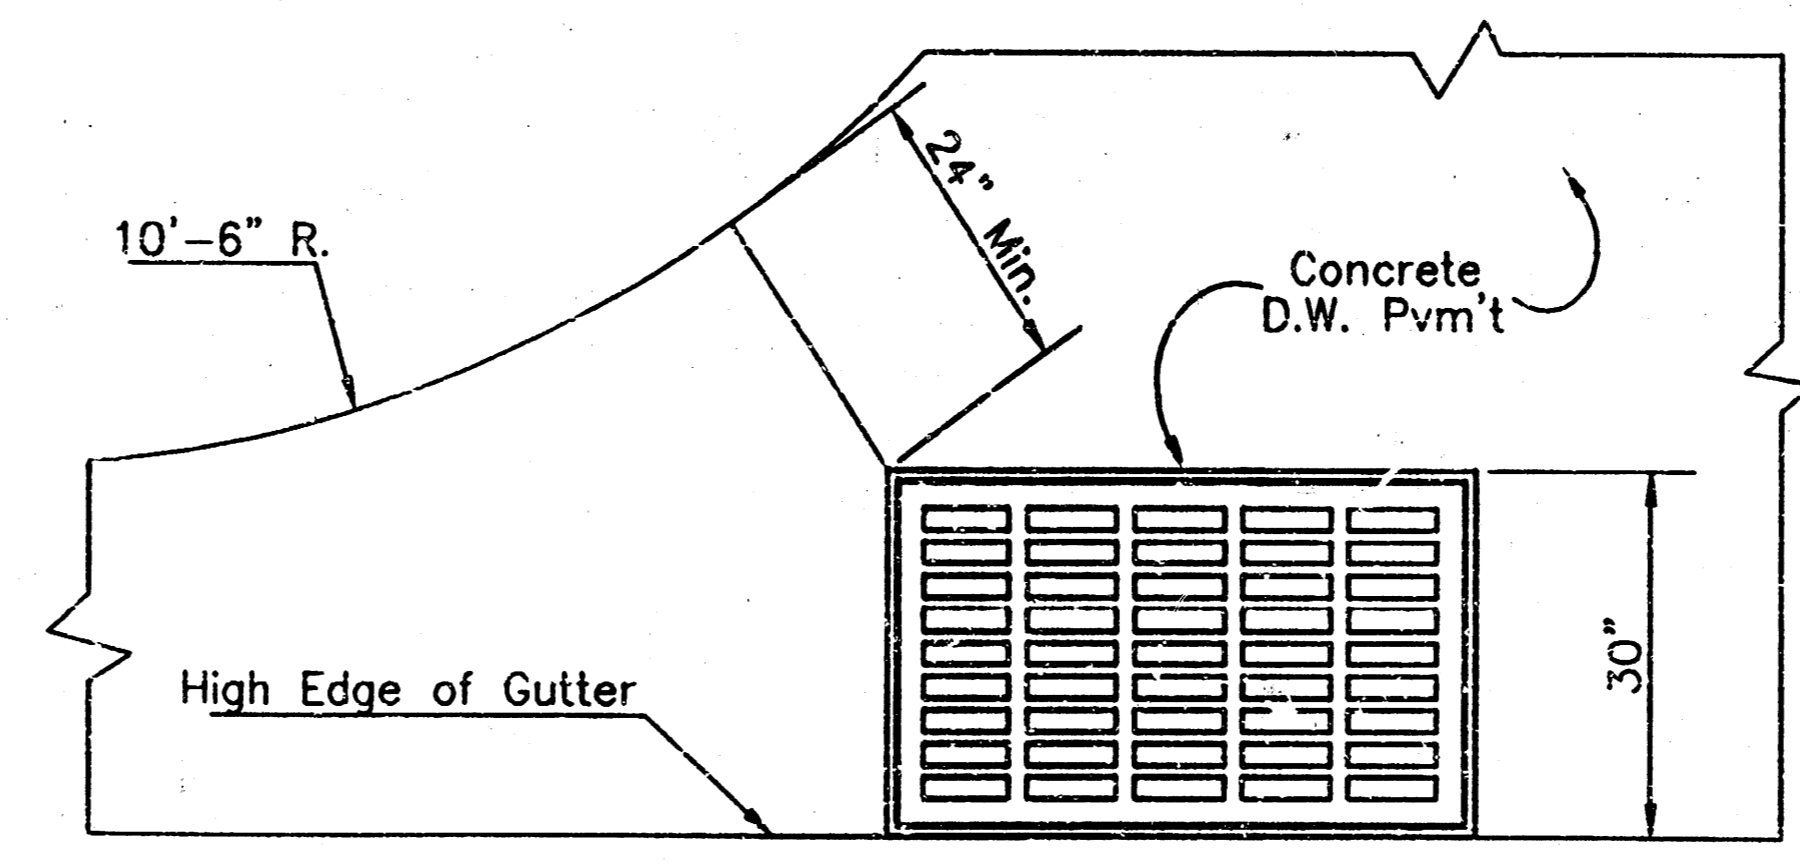 24" Min.
10'-6" R.
Concrete
D.W. Pvm't
30"
High Edge of Gutter